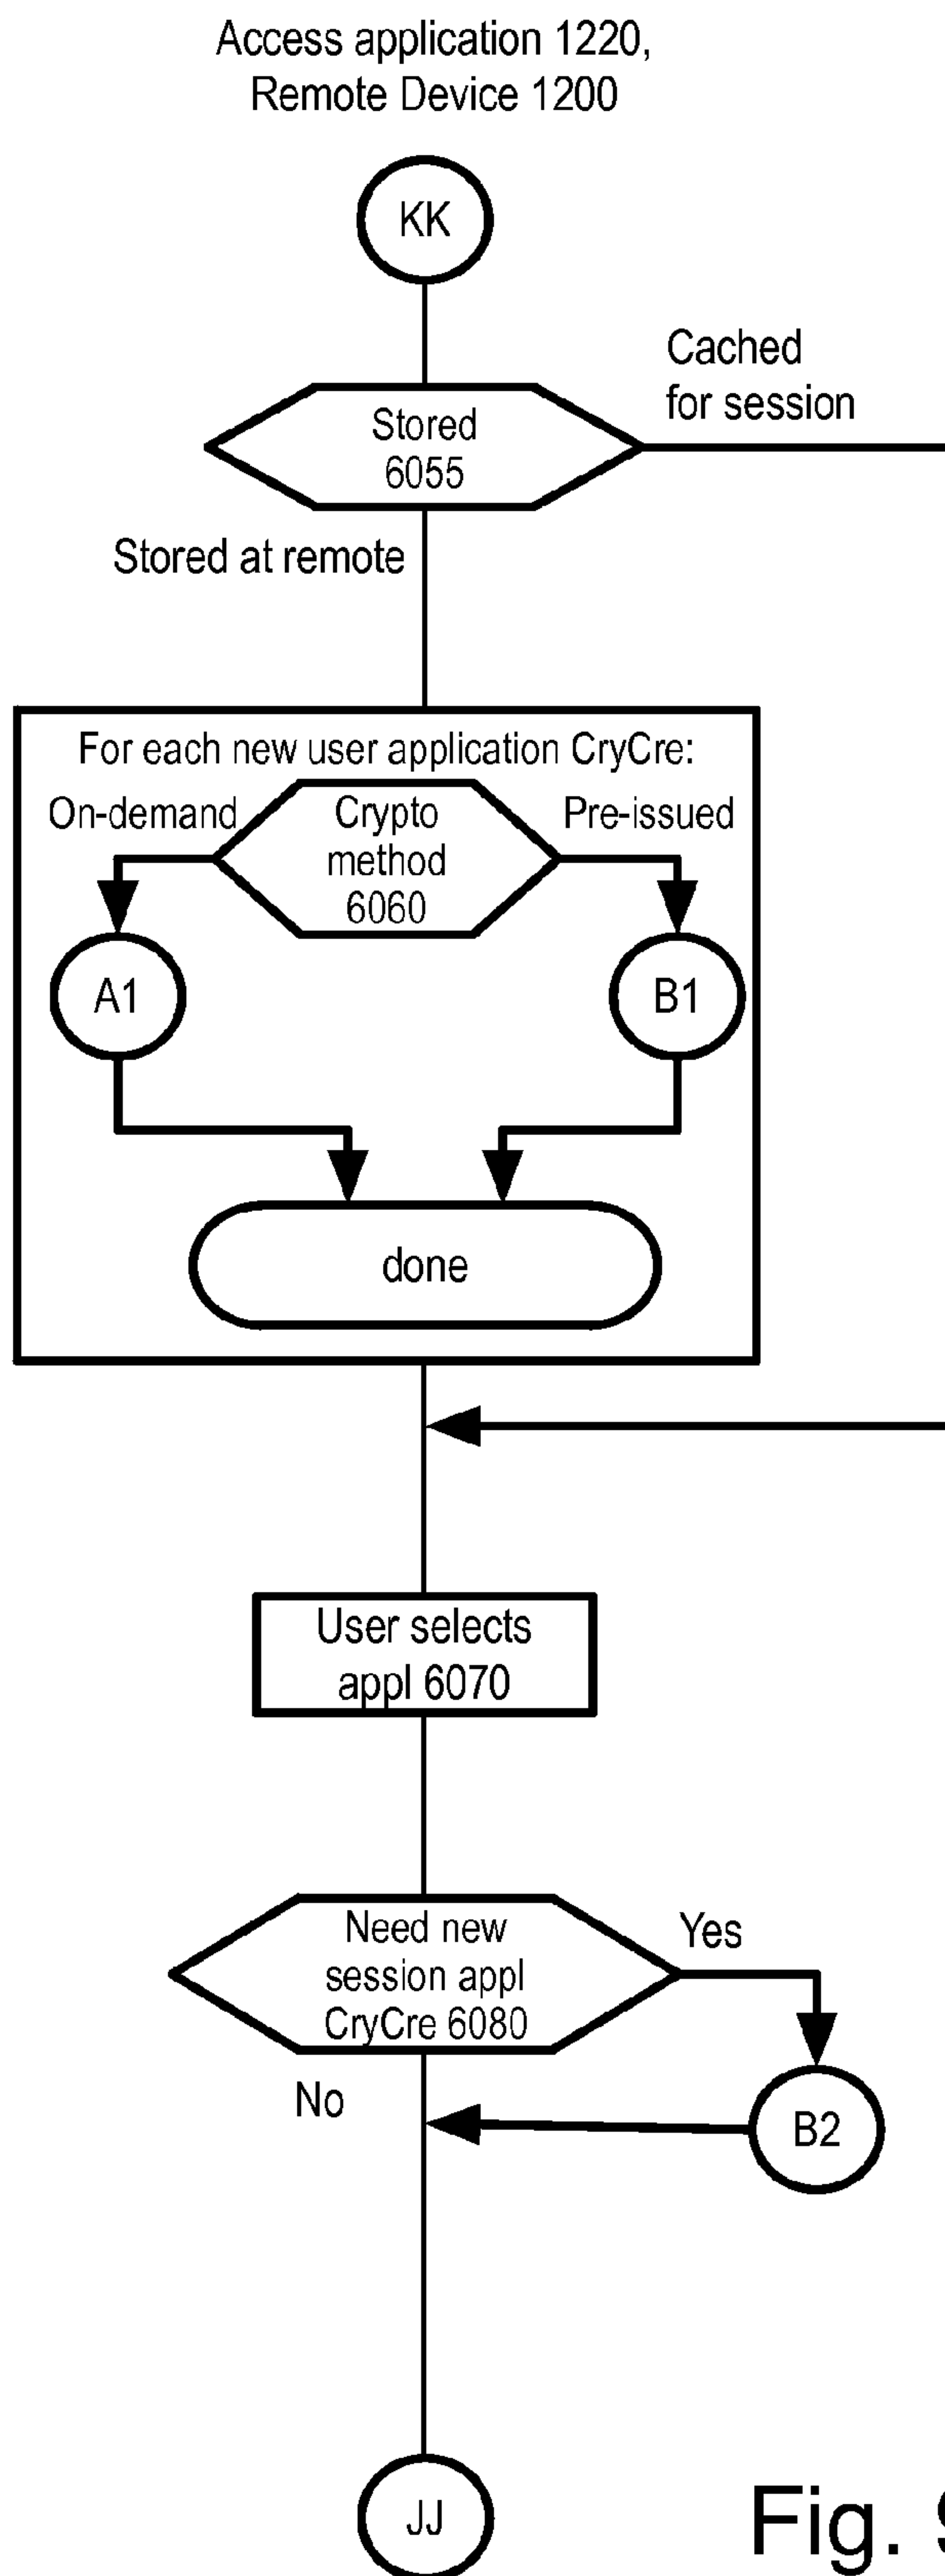 Access application 1220,
Remote Device 1200
KK
Cached
for session
Stored
6055
Stored at remote
For each new user application CryCre:
On-demand
Crypto
method
6060
Pre-issued
A1
B1
done
User selects
appl 6070
Need new
session appl
CryCre 6080
Yes
No
B2
JJ
Fig.